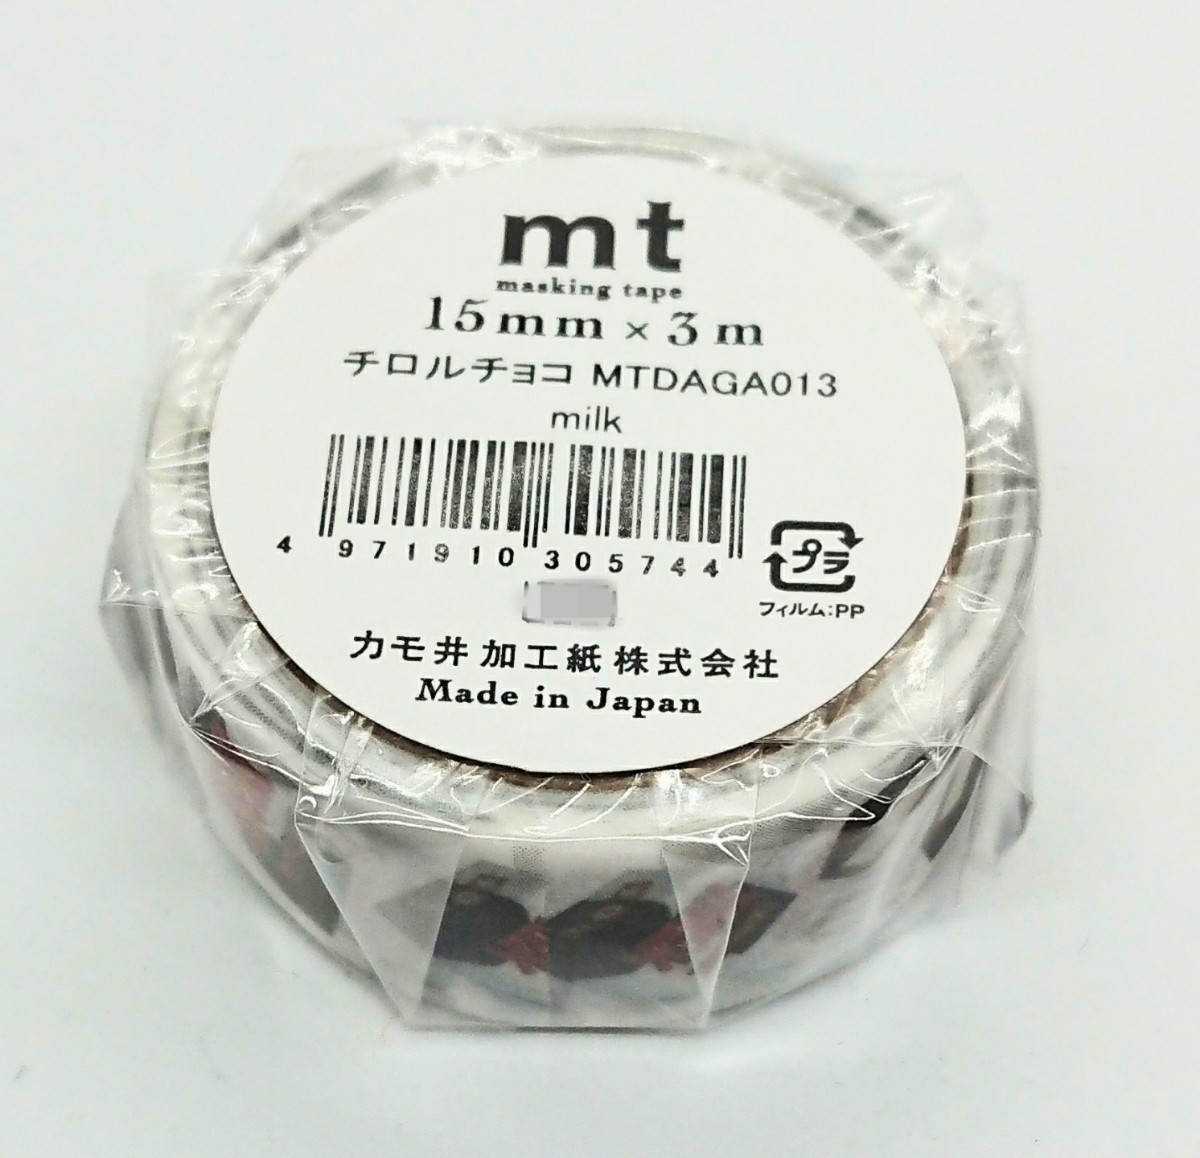 mt
masking tape
15mm × 3m
チロルチョコ MTDAGA013
milk
4 971910 305744
プラ
フィルム:PP
カモ井加工紙株式会社
Made in Japan